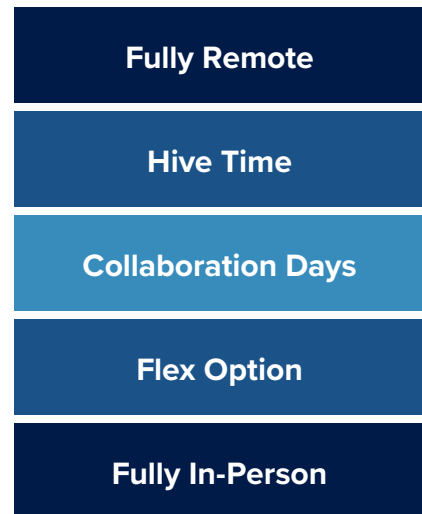 Fully Remote
Hive Time
Collaboration Days
Flex Option
Fully In-Person